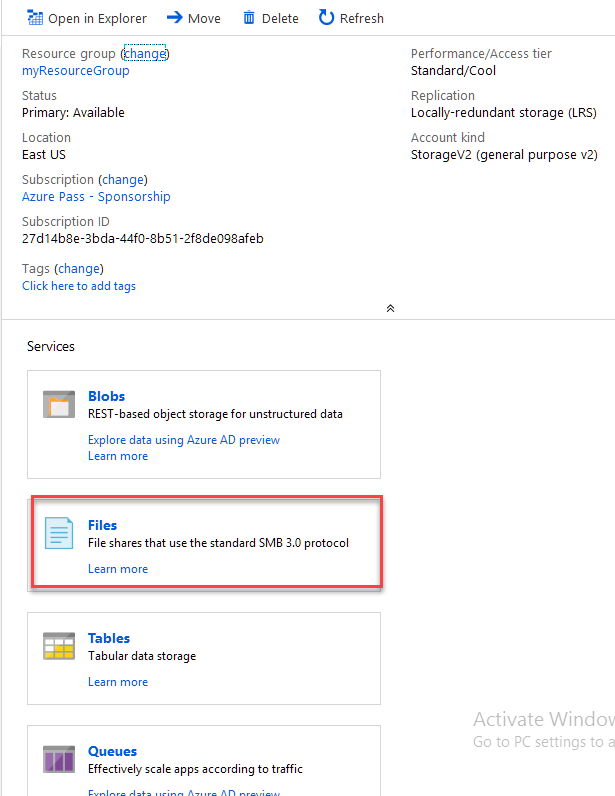 Open in Explorer Move Delete Refresh
Resource group (change)
myResourceGroup
Status
Primary: Available
Location
East US
Subscription (change)
Azure Pass - Sponsorship
Subscription ID
27d14b8e-3bda-44f0-8b51-2f8de098afeb
Tags (change)
Click here to add tags
Performance/Access tier
Standard/Cool
Replication
Locally-redundant storage (LRS)
Account kind
StorageV2 (general purpose v2)
Services
Blobs
REST-based object storage for unstructured data
Explore data using Azure AD preview
Learn more
Files
File shares that use the standard SMB 3.0 protocol
Learn more
Tables
Tabular data storage
Learn more
Queues
Effectively scale apps according to traffic
Explore data using Azure AD preview
Activate Window
Go to PC settings to a